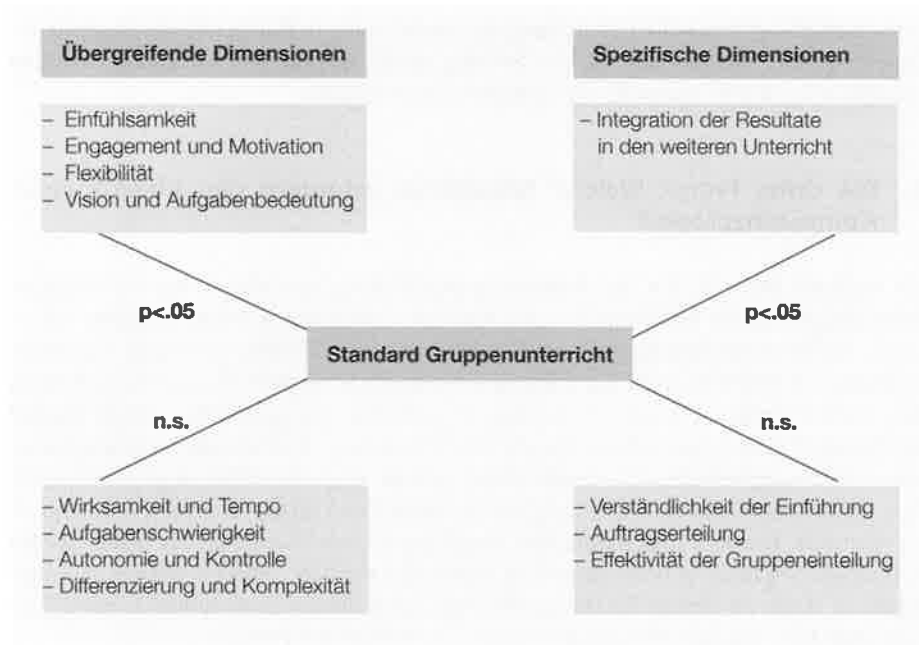 Übergreifende Dimensionen
– Einfühlsamkeit
– Engagement und Motivation
– Flexibilität
– Vision und Aufgabenbedeutung
Spezifische Dimensionen
– Integration der Resultate
in den weiteren Unterricht
p<.05
p<.05
Standard Gruppenunterricht
n.s.
n.s.
– Wirksamkeit und Tempo
– Aufgabenschwierigkeit
– Autonomie und Kontrolle
– Differenzierung und Komplexität
– Verständlichkeit der Einführung
– Auftragserteilung
– Effektivität der Gruppeneinteilung